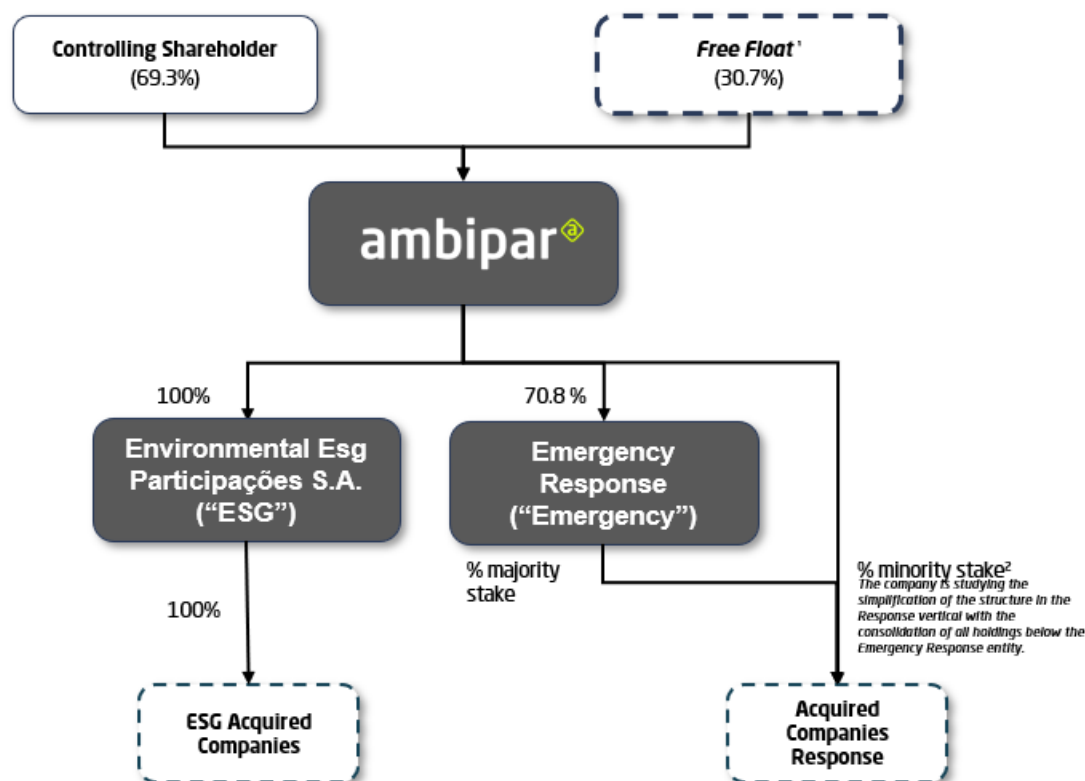 Controlling Shareholder
(69.3%)
Free Float ¹
(30.7%)
ambipar a
100%
70.8 %
Environmental Esg
Participações S.A.
(“ESG”)
Emergency
Response
(“Emergency”)
% majority
stake
% minority stake²
The company is studying the
simplification of the structure in the
Response vertical with the
consolidation of all holdings below the
Emergency Response entity.
100%
ESG Acquired
Companies
Acquired
Companies
Response